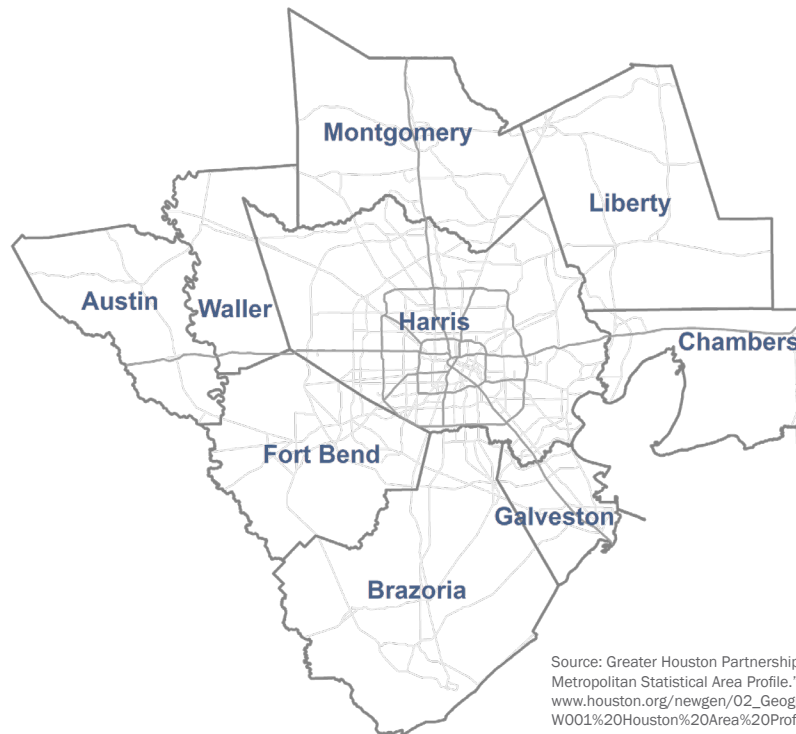 Montgomery
Liberty
Austin
Waller
Harris
Chambers
Fort Bend
Galveston
Brazoria
Source: Greater Houston Partnership
Metropolitan Statistical Area Profile."
www.houston.org/newgen/02_Geog
W001%20Houston%20Area%20Prof